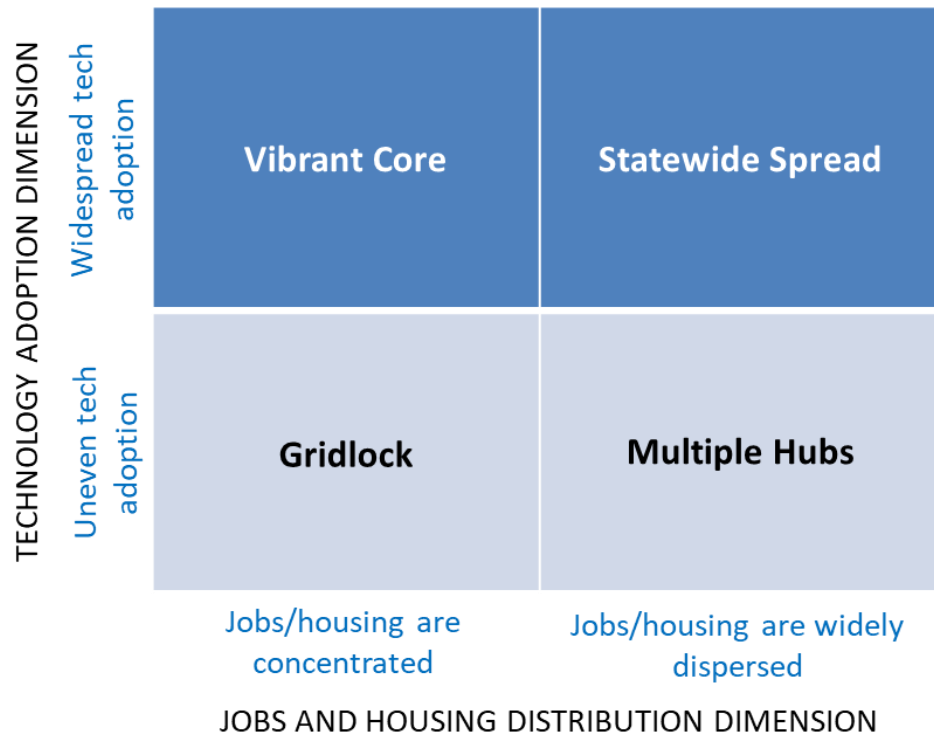 TECHNOLOGY ADOPTION DIMENSION
Widespread tech
adoption
Vibrant Core
Statewide Spread
Uneven tech
adoption
Gridlock
Multiple Hubs
Jobs/housing are
concentrated
Jobs/housing are widely
dispersed
JOBS AND HOUSING DISTRIBUTION DIMENSION